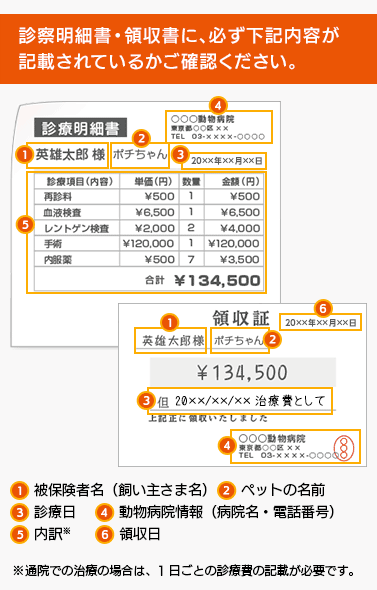 診察明細書・領収書に、必ず下記内容が
記載されているかご確認ください。
4
〇〇〇動物病院
東京都〇〇区××
TEL 03-××××-〇〇〇〇
診療明細書
1 英雄太郎 様 2 ポチちゃん 3 20××年××月××日
5
診療項目(内容) 単価(円) 数量 金額(円)
再診料 ¥500 1 ¥500
血液検査 ¥6,500 1 ¥6,500
レントゲン検査 ¥2,000 2 ¥4,000
手術 ¥120,000 1 ¥120,000
内服薬 ¥500 7 ¥3,500
合計 ¥134,500
領収証
6 20××年××月××日
1 英雄太郎様 ポチちゃん 2
¥134,500
3 但 20××/××/×× 治療費として
上記正に領収いたしました
4 〇〇〇動物病院
東京都〇〇区××
TEL 03-××××-〇〇〇〇
1 被保険者名(飼い主さま名) 2 ペットの名前
3 診療日 4 動物病院情報(病院名・電話番号)
5 内訳※ 6 領収日
※通院での治療の場合は、1日ごとの診療費の記載が必要です。